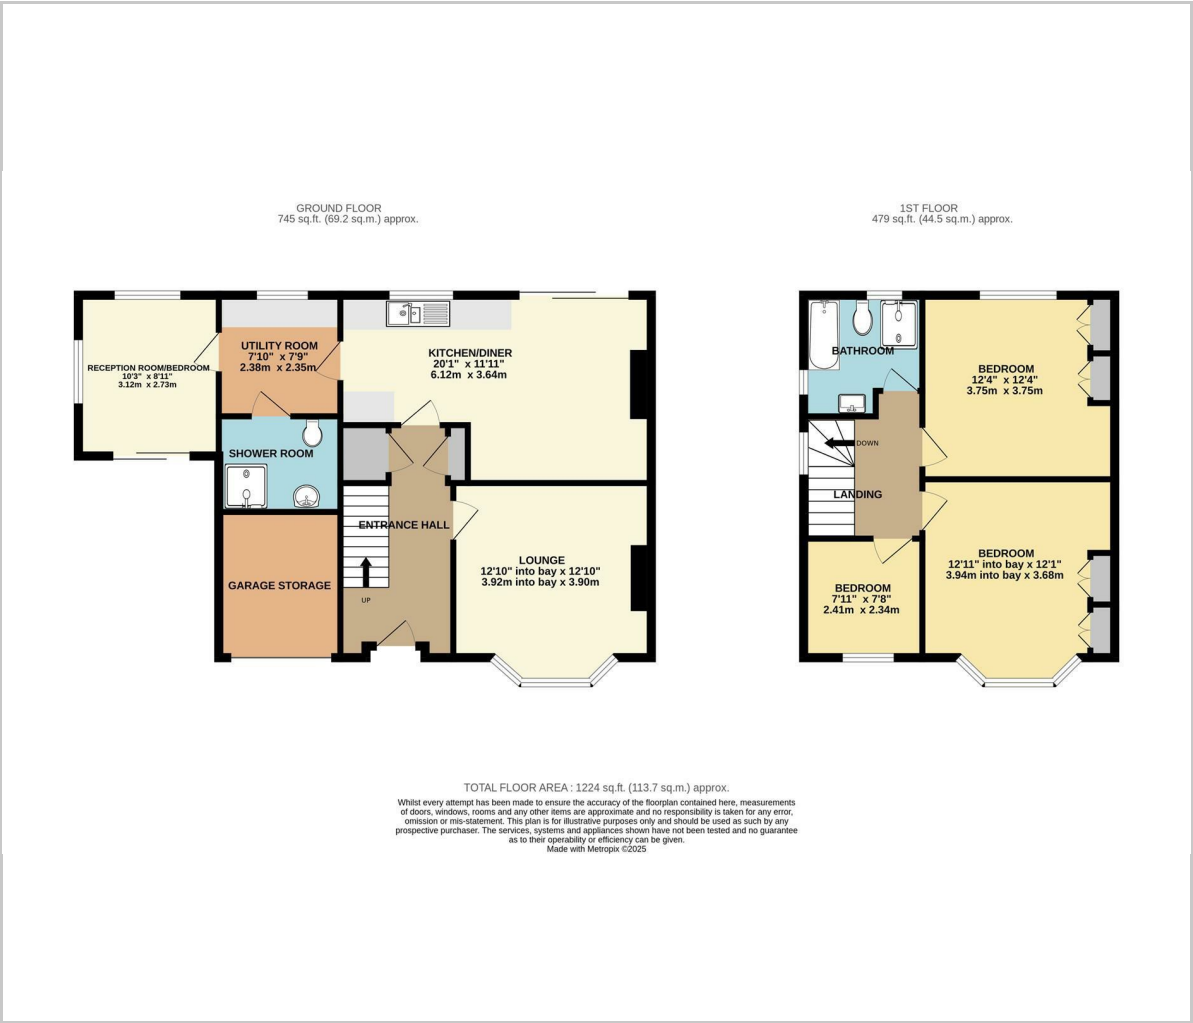 GROUND FLOOR
745 sq.ft. (69.2 sq.m.) approx.
1ST FLOOR
479 sq.ft. (44.5 sq.m.) approx.
RECEPTION ROOM/BEDROOM
10'3" x 8'11"
3.12m x 2.73m
UTILITY ROOM
7'10" x 7'9"
2.38m x 2.35m
KITCHEN/DINER
20'1" x 11'11"
6.12m x 3.64m
SHOWER ROOM
GARAGE STORAGE
ENTRANCE HALL
UP
LOUNGE
12'10" into bay x 12'10"
3.92m into bay x 3.90m
BATHROOM
BEDROOM
12'4" x 12'4"
3.75m x 3.75m
DOWN
LANDING
BEDROOM
12'11" into bay x 12'1"
3.94m into bay x 3.68m
BEDROOM
7'11" x 7'8"
2.41m x 2.34m
TOTAL FLOOR AREA : 1224 sq.ft. (113.7 sq.m.) approx.
Whilst every attempt has been made to ensure the accuracy of the floorplan contained here, measurements
of doors, windows, rooms and any other items are approximate and no responsibility is taken for any error,
omission or mis-statement. This plan is for illustrative purposes only and should be used as such by any
prospective purchaser. The services, systems and appliances shown have not been tested and no guarantee
as to their operability or efficiency can be given.
Made with Metropix ©2025